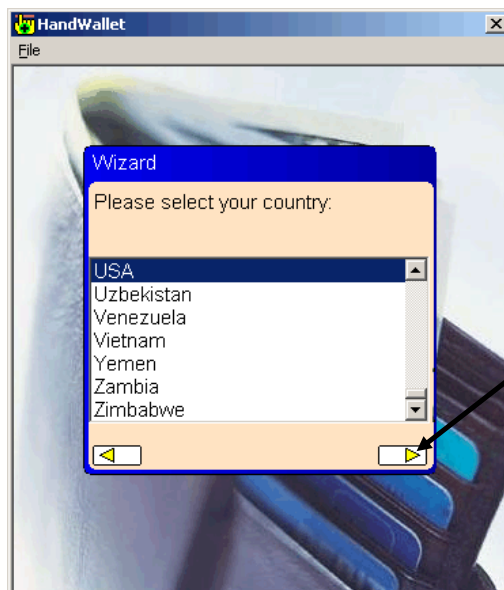 HandWallet
File
Wizard
Please select your country:
USA
Uzbekistan
Venezuela
Vietnam
Yemen
Zambia
Zimbabwe